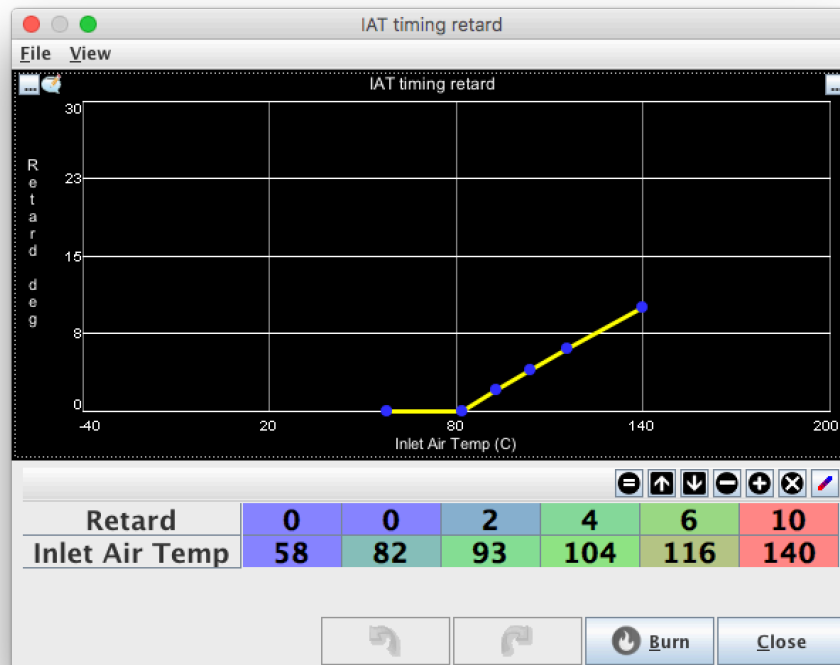 IAT timing retard
File View
IAT timing retard
Retard deg
30
23
15
8
0
-40 20 80 140 200
Inlet Air Temp (C)
Retard 0 0 2 4 6 10
Inlet Air Temp 58 82 93 104 116 140
Burn Close